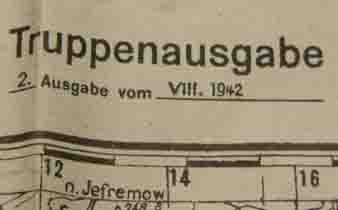 Truppenausgabe
2. Ausgabe vom VIII. 1942
12 14 16
n. Jefremow